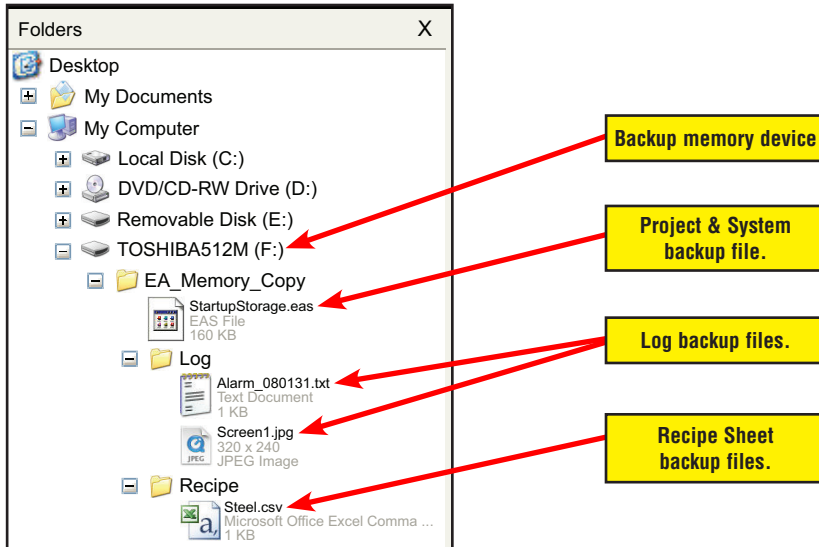 Folders X
Desktop
My Documents
My Computer
Local Disk (C:)
DVD/CD-RW Drive (D:)
Removable Disk (E:)
TOSHIBA512M (F:)
EA_Memory_Copy
StartupStorage.eas
EAS File
160 KB
Log
Alarm_080131.txt
Text Document
1 KB
Screen1.jpg
320 x 240
JPEG Image
JPEG
Recipe
Steel.csv
Microsoft Office Excel Comma ...
1 KB
a,
Backup memory device
Project & System
backup file.
Log backup files.
Recipe Sheet
backup files.